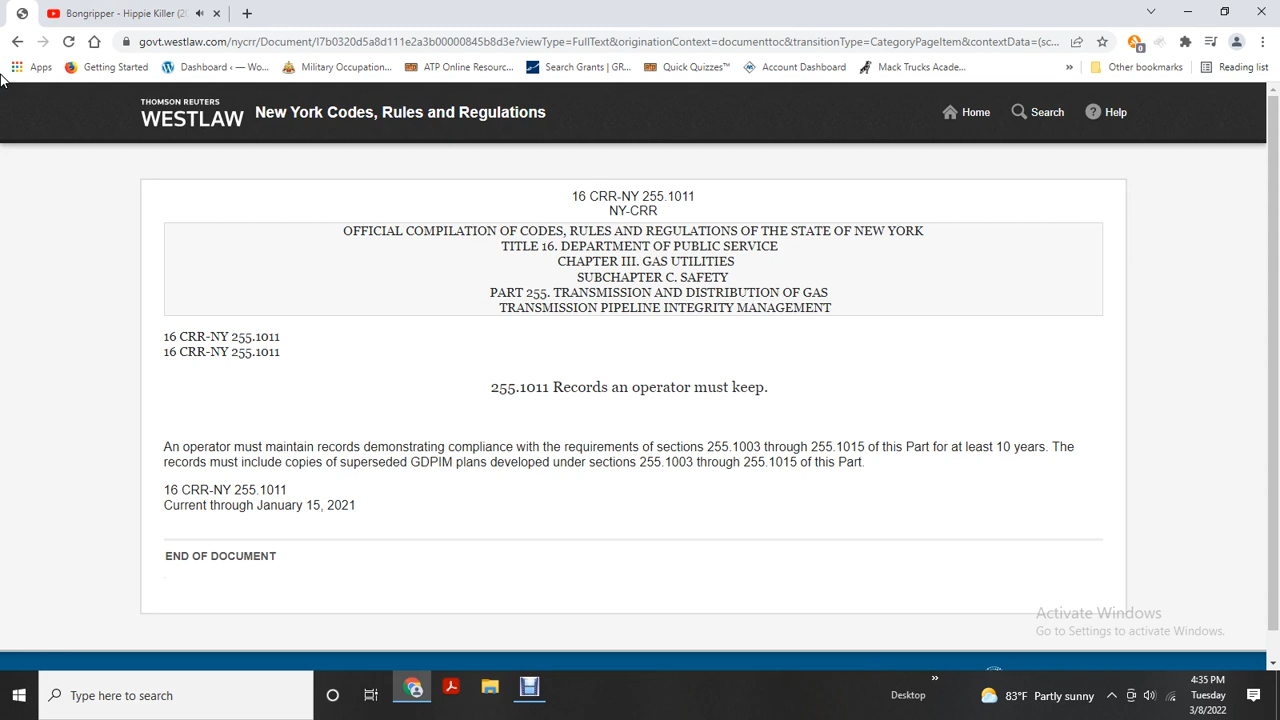 Bongripper - Hippie Killer (20
govt.westlaw.com/nycrr/Document/I7b0320d5a8d111e2a3b00000845b8d3e?viewType=FullText&originationContext=documenttoc&transitionType=CategoryPageItem&contextData=(sc...
Apps Getting Started Dashboard ‹ — Wo... Military Occupation... ATP Online Resourc... Search Grants | GR... Quick Quizzes™ Account Dashboard Mack Trucks Acade... » Other bookmarks Reading list
THOMSON REUTERS
WESTLAW New York Codes, Rules and Regulations Home Search ? Help
16 CRR-NY 255.1011
NY-CRR
OFFICIAL COMPILATION OF CODES, RULES AND REGULATIONS OF THE STATE OF NEW YORK
TITLE 16. DEPARTMENT OF PUBLIC SERVICE
CHAPTER III. GAS UTILITIES
SUBCHAPTER C. SAFETY
PART 255. TRANSMISSION AND DISTRIBUTION OF GAS
TRANSMISSION PIPELINE INTEGRITY MANAGEMENT
16 CRR-NY 255.1011
16 CRR-NY 255.1011
255.1011 Records an operator must keep.
An operator must maintain records demonstrating compliance with the requirements of sections 255.1003 through 255.1015 of this Part for at least 10 years. The
records must include copies of superseded GDPIM plans developed under sections 255.1003 through 255.1015 of this Part.
16 CRR-NY 255.1011
Current through January 15, 2021
END OF DOCUMENT
Activate Windows
Go to Settings to activate Windows.
Type here to search
Desktop
»
83°F Partly sunny
4:35 PM
Tuesday
3/8/2022